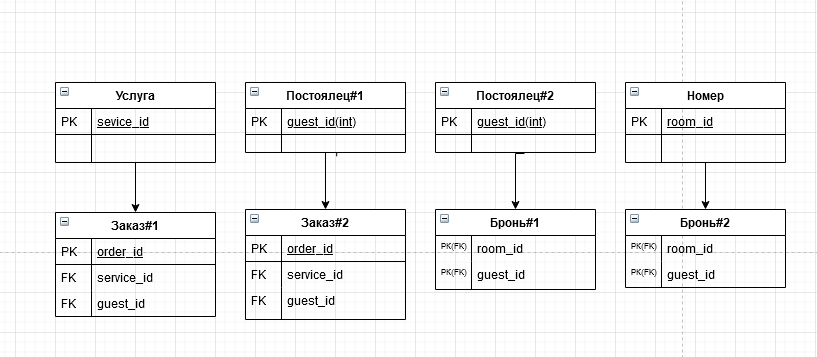 Услуга
PK sevice_id
Постоялец#1
PK guest_id(int)
Постоялец#2
PK guest_id(int)
Номер
PK room_id
Заказ#1
PK order_id
FK service_id
FK guest_id
Заказ#2
PK order_id
FK service_id
FK guest_id
Бронь#1
PK(FK) room_id
PK(FK) guest_id
Бронь#2
PK(FK) room_id
PK(FK) guest_id